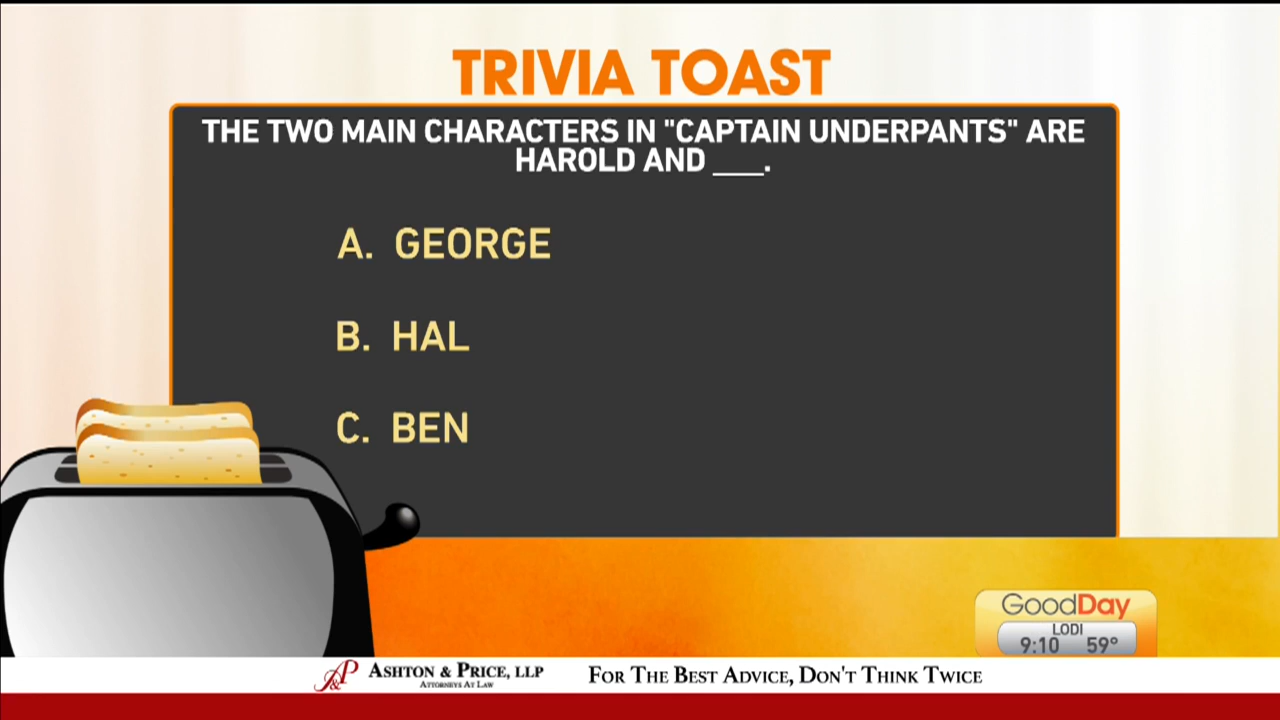 TRIVIA TOAST
THE TWO MAIN CHARACTERS IN "CAPTAIN UNDERPANTS" ARE
HAROLD AND ___.
A. GEORGE
B. HAL
C. BEN
GoodDay
LODI
9:10 59°
A&P ASHTON & PRICE, LLP FOR THE BEST ADVICE, DON'T THINK TWICE
ATTORNEYS AT LAW